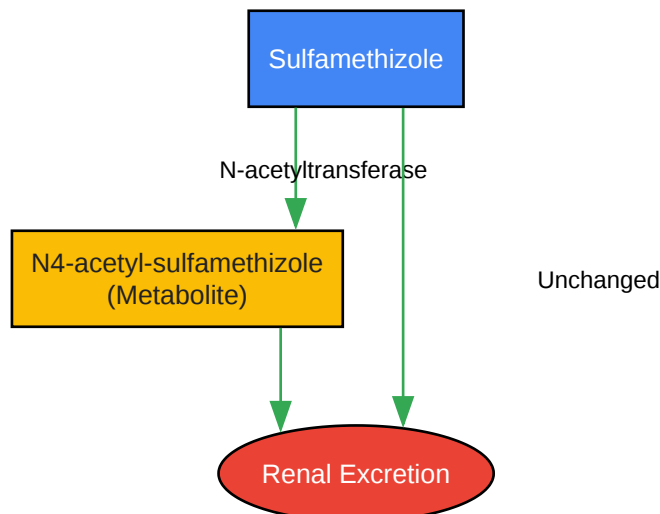 Sulfamethizole
N-acetyltransferase
N4-acetyl-sulfamethizole
(Metabolite)
Unchanged
Renal Excretion